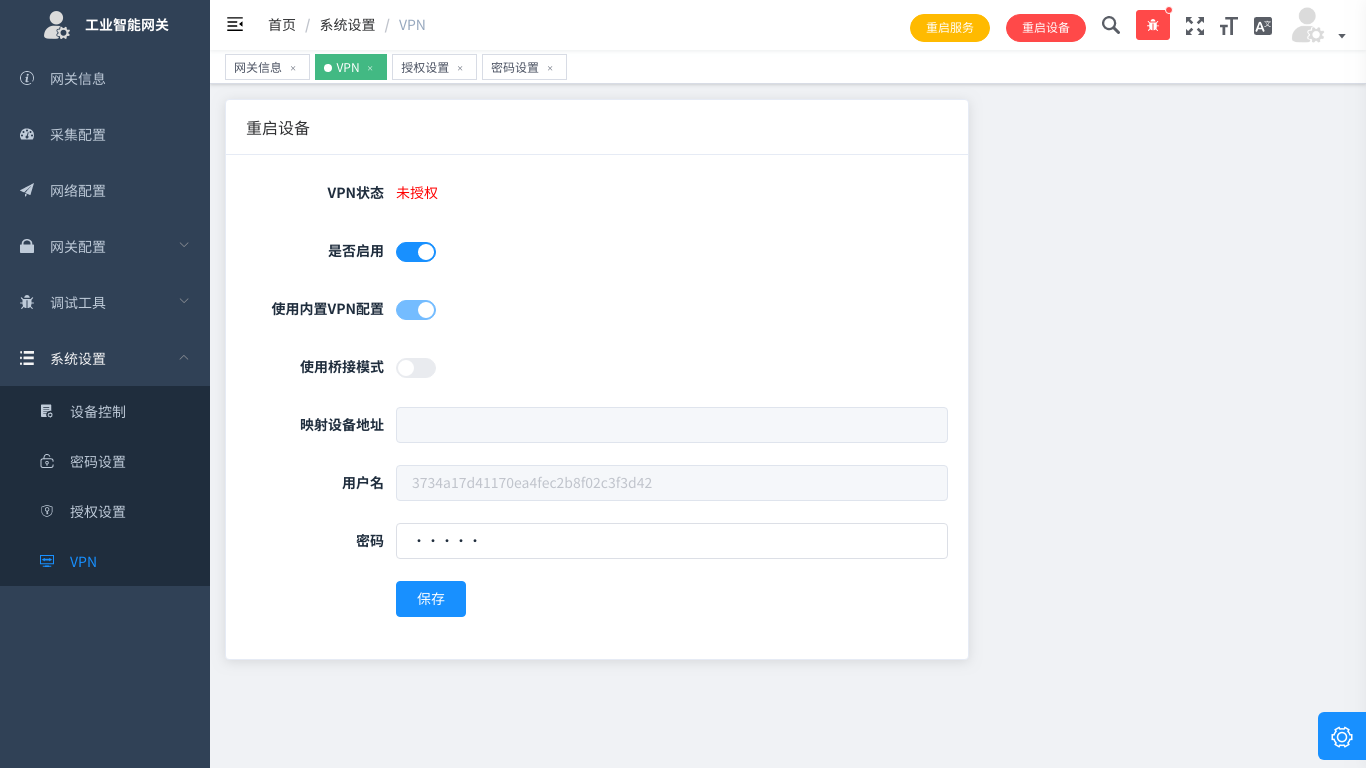 工业智能网关
首页 / 系统设置 / VPN
重启服务
重启设备
网关信息 × VPN × 授权设置 × 密码设置 ×
网关信息
采集配置
网络配置
网关配置
调试工具
系统设置
设备控制
密码设置
授权设置
VPN
重启设备
VPN状态 未授权
是否启用
使用内置VPN配置
使用桥接模式
映射设备地址
用户名 3734a17d41170ea4fec2b8f02c3f3d42
密码 •••••
保存